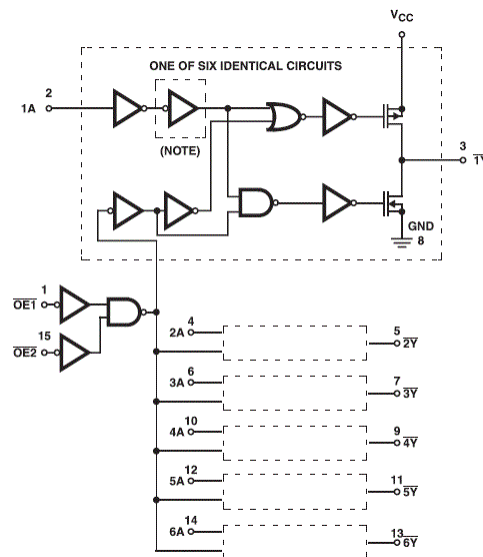 VCC
ONE OF SIX IDENTICAL CIRCUITS
2
1A
(NOTE)
3
1Y
GND
8
1
OE1
15
OE2
4
2A
5
2Y
6
3A
7
3Y
10
4A
9
4Y
12
5A
11
5Y
14
6A
13
6Y